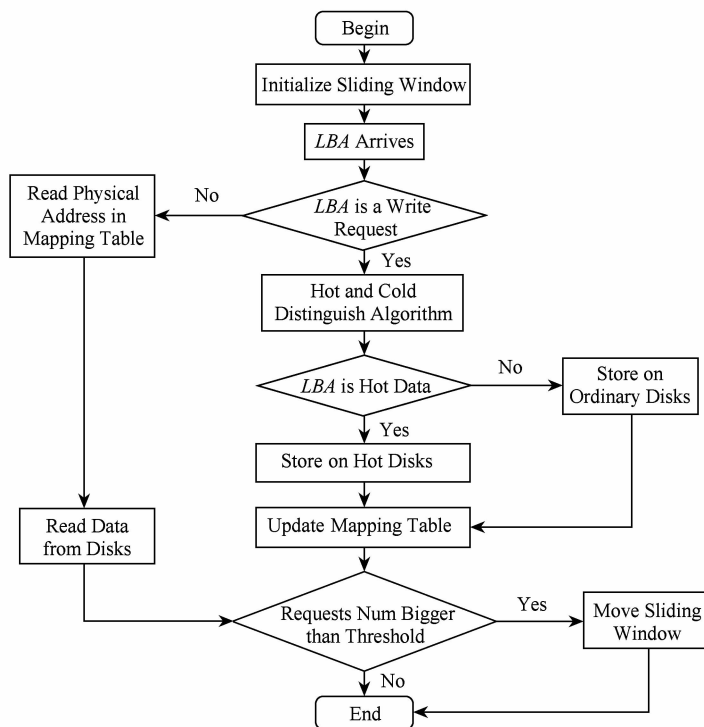 Begin
Initialize Sliding Window
LBA Arrives
No
Read Physical
Address in
Mapping Table
LBA is a Write
Request
Yes
Hot and Cold
Distinguish Algorithm
LBA is Hot Data
No
Store on
Ordinary Disks
Yes
Store on Hot Disks
Update Mapping Table
Read Data
from Disks
Requests Num Bigger
than Threshold
Yes
Move Sliding
Window
No
End